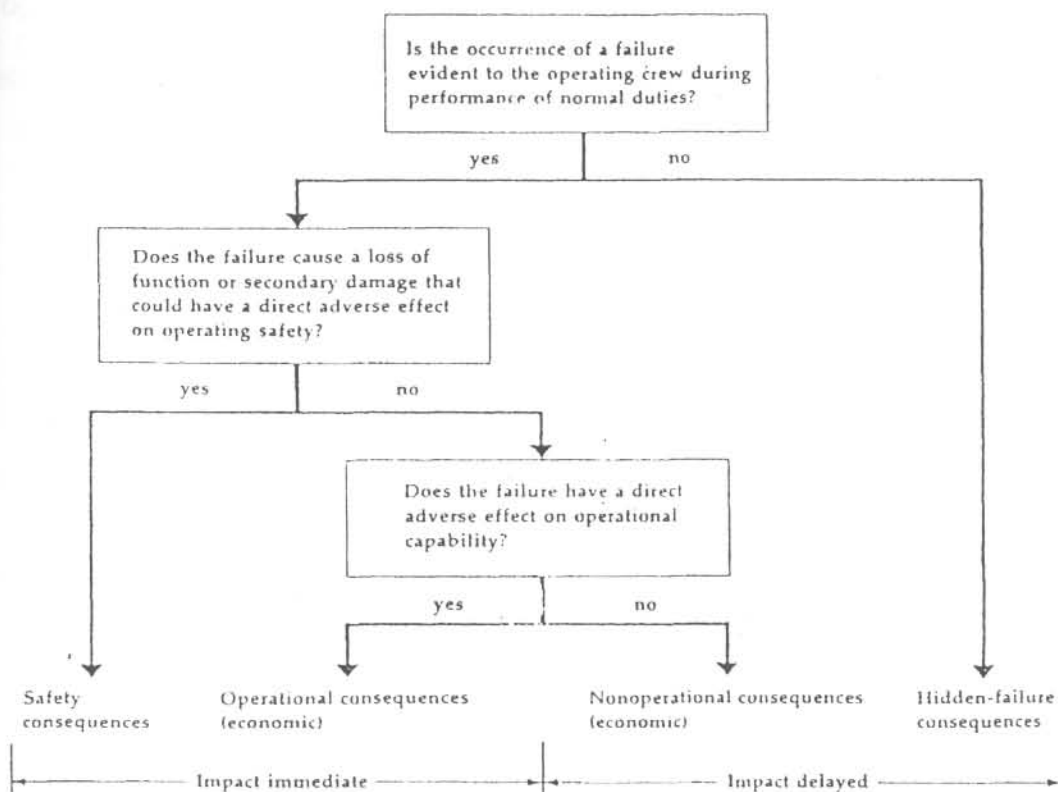 Is the occurrence of a failure
evident to the operating crew during
performance of normal duties?
yes
no
Does the failure cause a loss of
function or secondary damage that
could have a direct adverse effect
on operating safety?
yes
no
Does the failure have a direct
adverse effect on operational
capability?
yes
no
Safety
consequences
Operational consequences
(economic)
Nonoperational consequences
(economic)
Hidden-failure
consequences
Impact immediate
Impact delayed